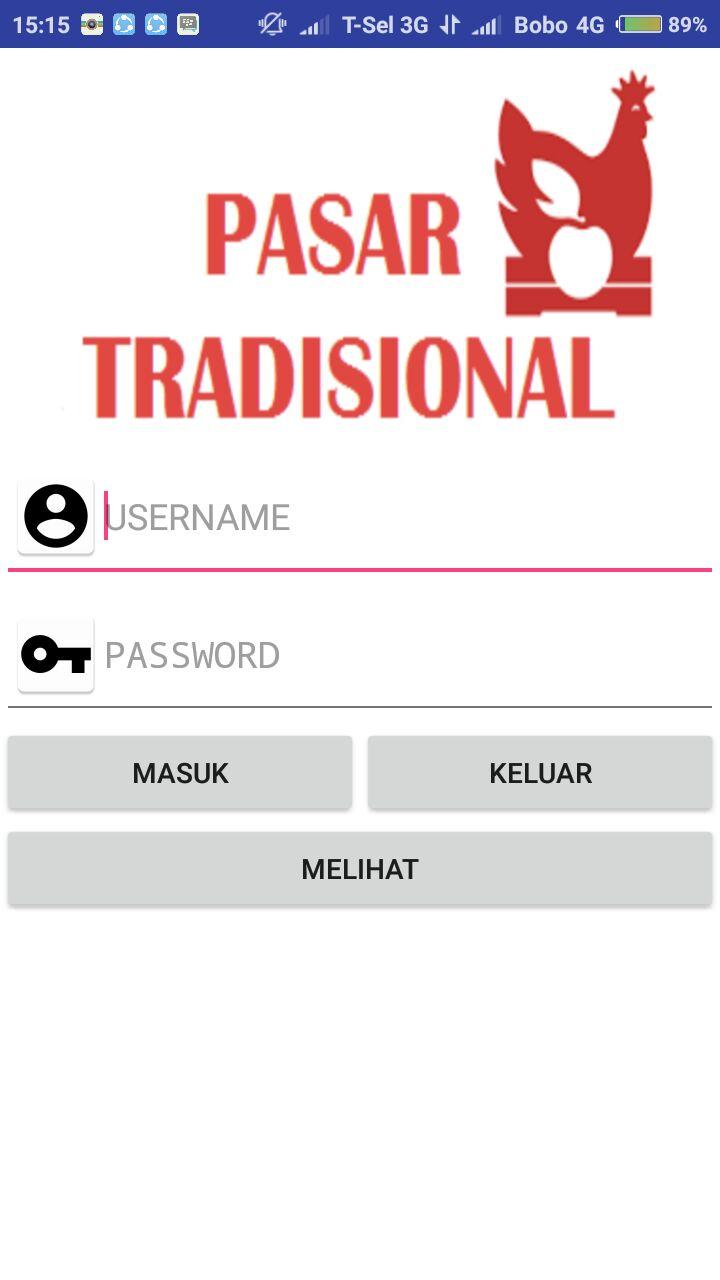 15:15 T-Sel 3G Bobo 4G 89%
PASAR
TRADISIONAL
USERNAME
PASSWORD
MASUK KELUAR
MELIHAT